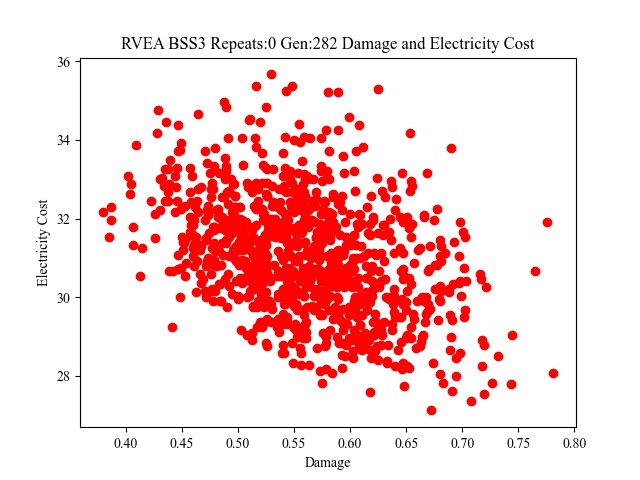 RVEA BSS3 Repeats:0 Gen:282 Damage and Electricity Cost
36
34
32
30
28
Electricity Cost
0.40 0.45 0.50 0.55 0.60 0.65 0.70 0.75 0.80
Damage